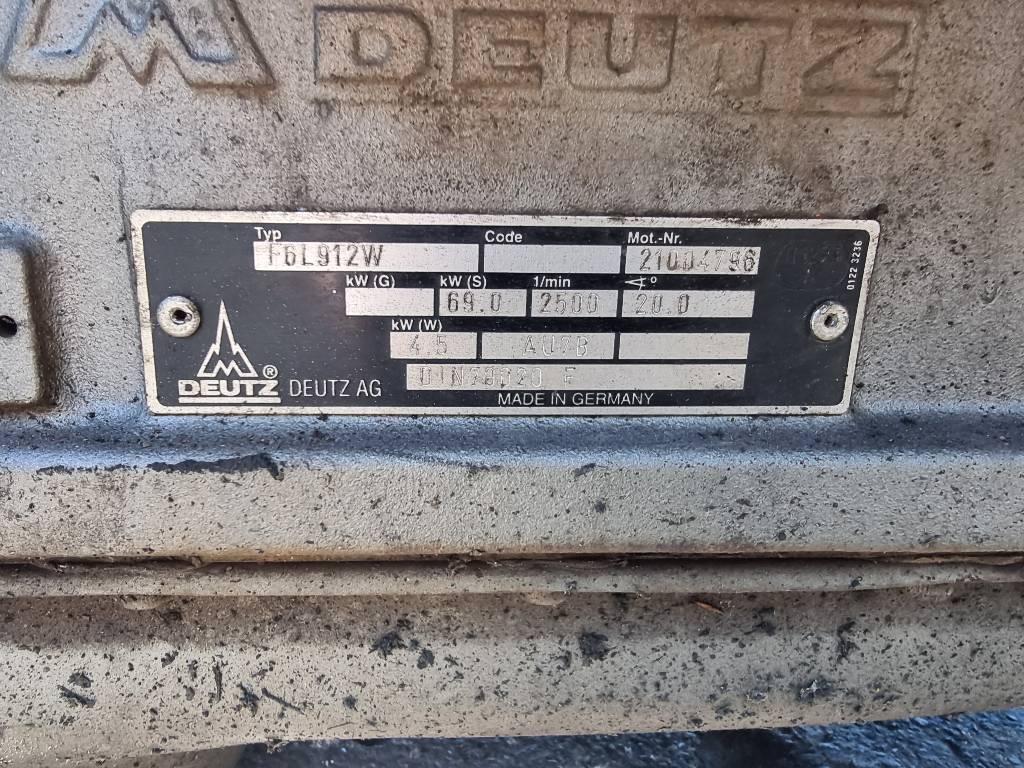 DEUTZ
Typ Code Mot.-Nr.
F6L912W 21004796
kW (G) kW (S) 1/min °
69.0 2500 20.0
kW (W)
4.5
DEUTZ ® DEUTZ AG
MADE IN GERMANY
0122 3236